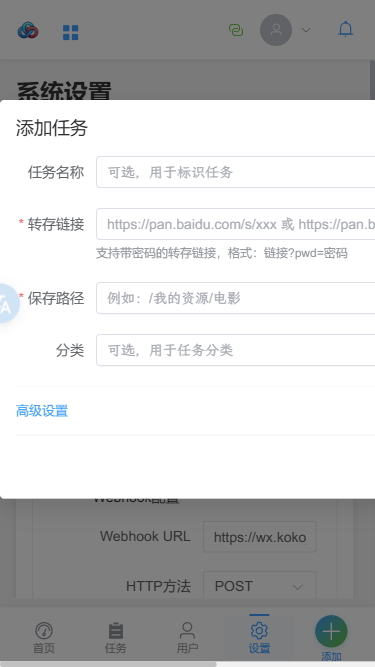 系统设置
添加任务
任务名称
可选，用于标识任务
* 转存链接
https://pan.baidu.com/s/xxx 或 https://pan.b
支持带密码的转存链接，格式：链接?pwd=密码
* 保存路径
例如：/我的资源/电影
分类
可选，用于任务分类
高级设置
Webhook配置
Webhook URL
https://wx.koko
HTTP方法
POST
首页
任务
用户
设置
添加